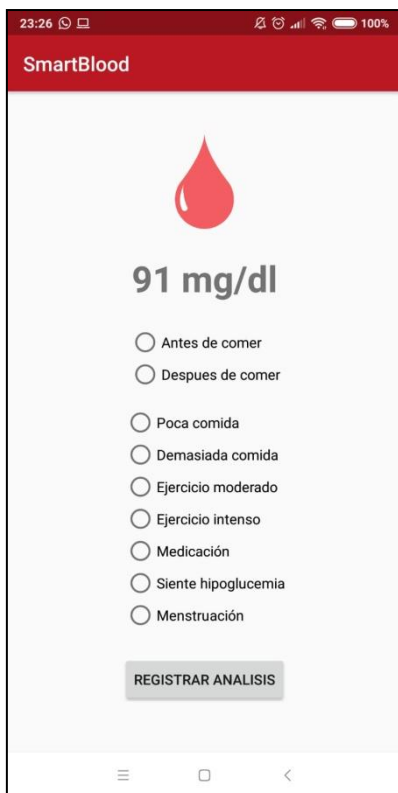 23:26 100%
SmartBlood
91 mg/dl
Antes de comer
Despues de comer
Poca comida
Demasiada comida
Ejercicio moderado
Ejercicio intenso
Medicación
Siente hipoglucemia
Menstruación
REGISTRAR ANALISIS